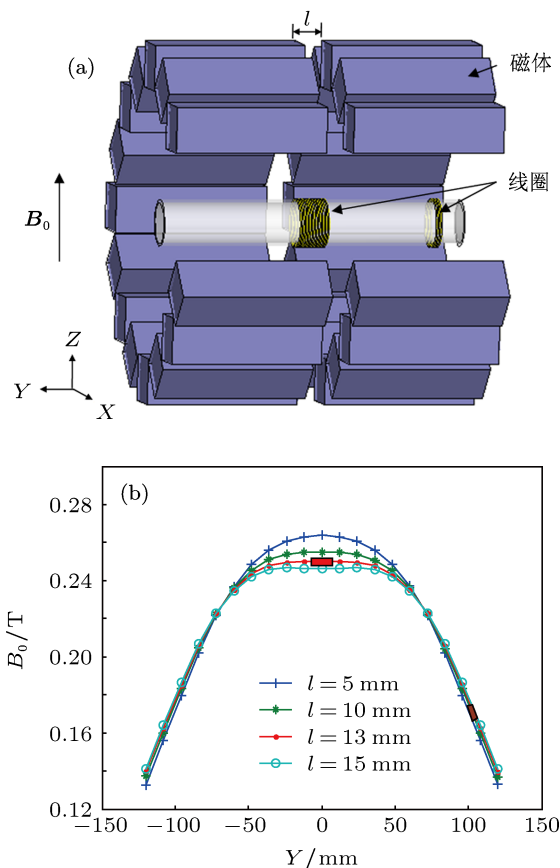 l
(a)
磁体
线圈
B₀
Z
Y
X
(b)
0.28
0.24
0.20
0.16
0.12
B₀/T
l = 5 mm
l = 10 mm
l = 13 mm
l = 15 mm
−150 −100 −50 0 50 100 150
Y/mm